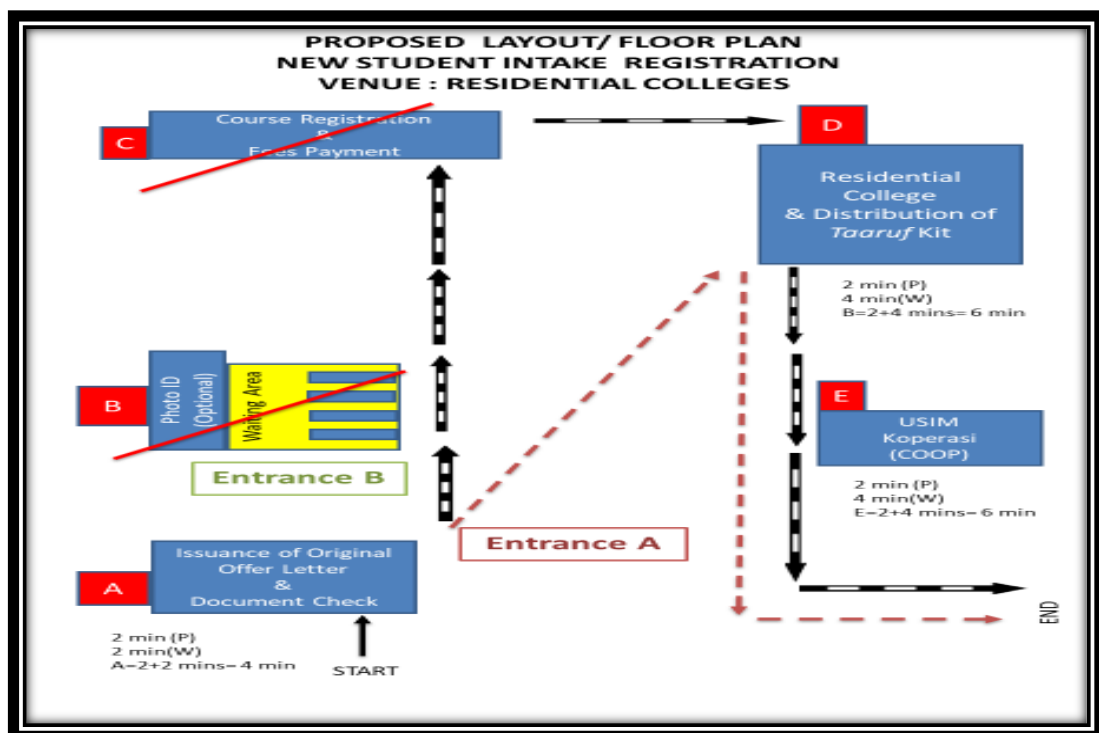 PROPOSED LAYOUT/ FLOOR PLAN
NEW STUDENT INTAKE REGISTRATION
VENUE : RESIDENTIAL COLLEGES
C
Course Registration
&
Fees Payment
D
Residential
College
& Distribution of
Taaruf Kit
2 min (P)
4 min(W)
B=2+4 mins= 6 min
B
Photo ID
(Optional)
Waiting Area
Entrance B
E
USIM
Koperasi
(COOP)
2 min (P)
4 min(W)
E=2+4 mins= 6 min
Entrance A
A
Issuance of Original
Offer Letter
&
Document Check
2 min (P)
2 min(W)
A=2+2 mins= 4 min
START
END